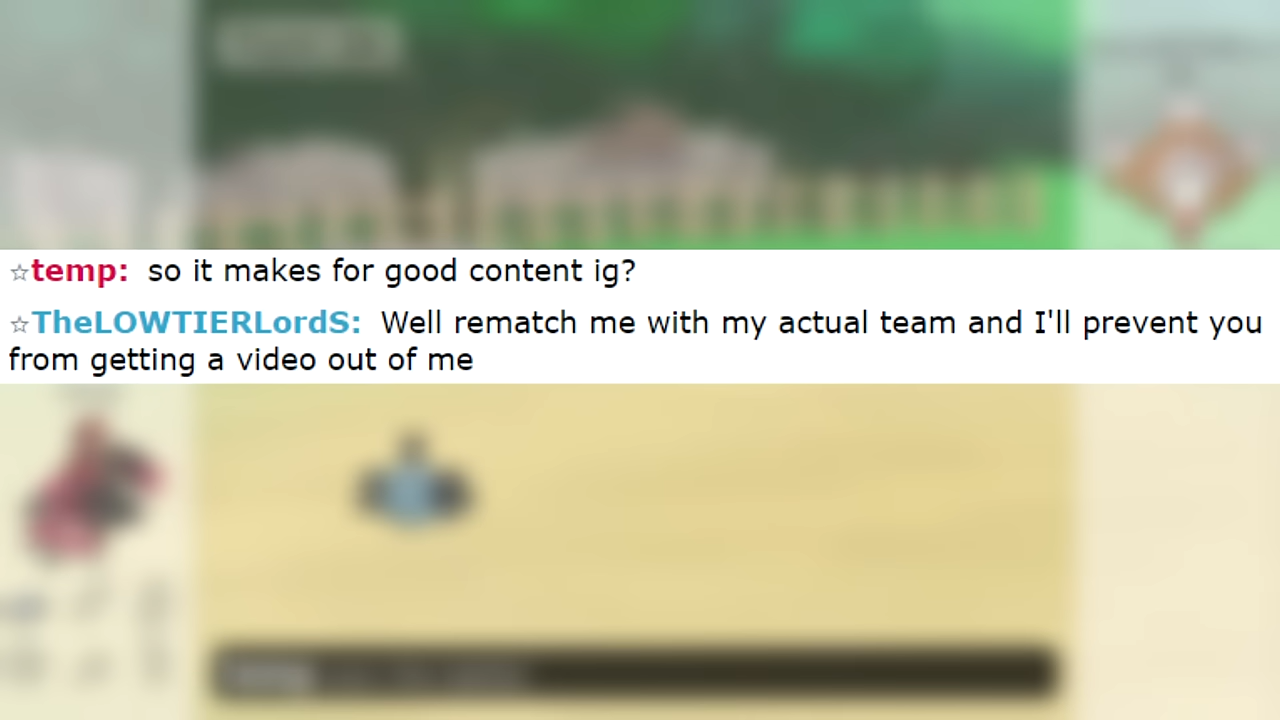 ☆temp: so it makes for good content ig?
☆TheLOWTIERLordS: Well rematch me with my actual team and I'll prevent you
from getting a video out of me